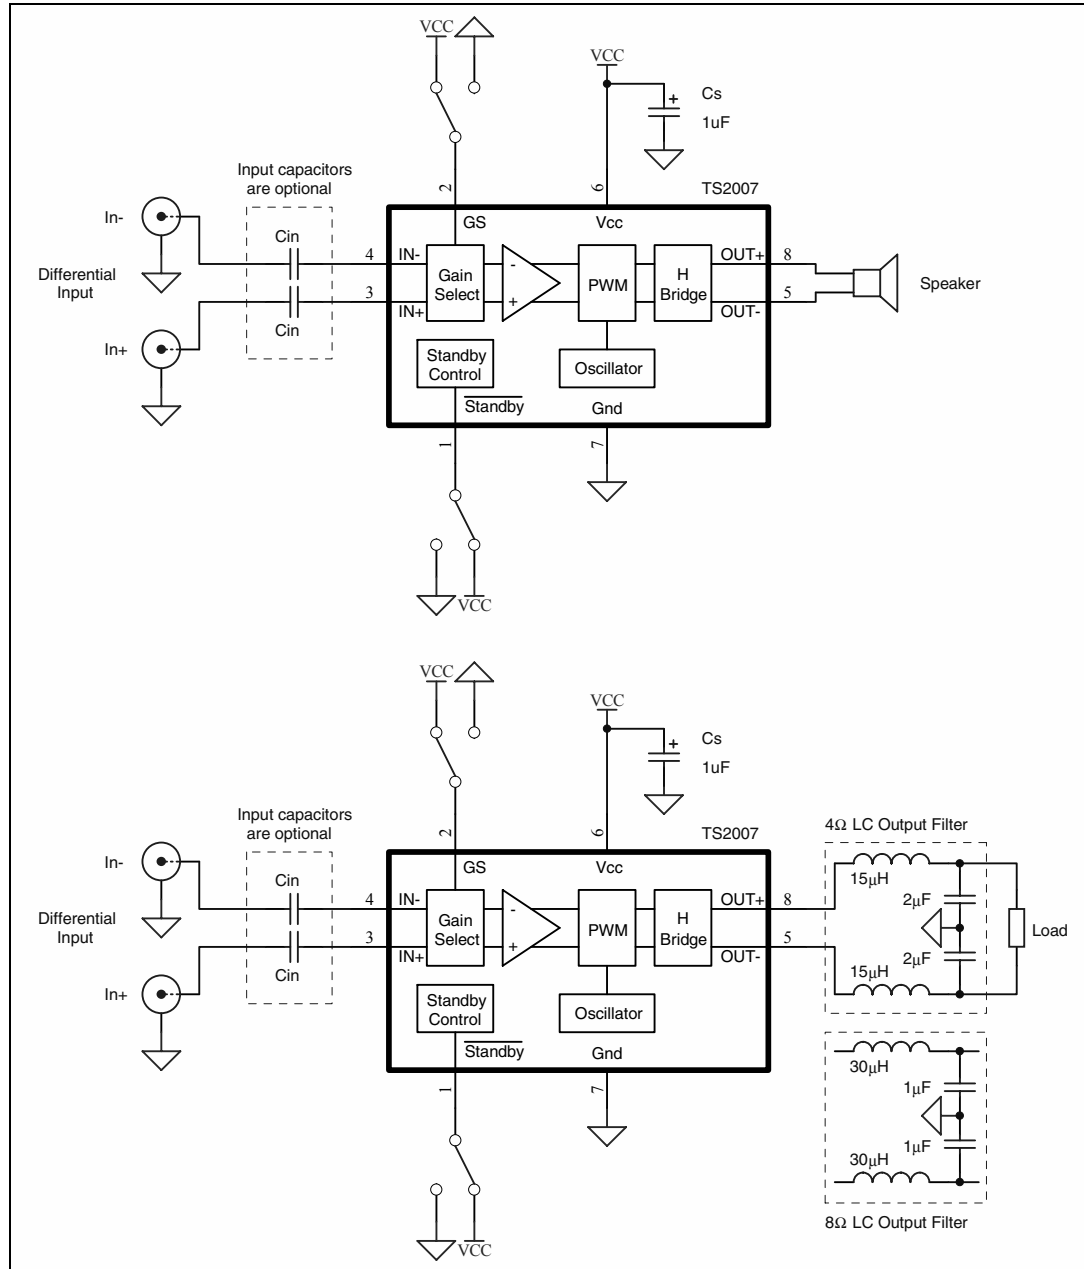 VCC
VCC
Cs
+
1uF
Input capacitors
are optional
2
6
TS2007
In-
Cin
GS
Vcc
4
IN-
OUT+
8
Differential
Input
Gain
Select
-
+
PWM
H
Bridge
Speaker
3
IN+
OUT-
5
Cin
In+
Standby
Control
Oscillator
Standby
Gnd
1
7
VCC
VCC
VCC
Cs
+
1uF
Input capacitors
are optional
2
6
TS2007
4Ω LC Output Filter
In-
Cin
GS
Vcc
15μH
4
IN-
OUT+
8
2μF
Differential
Input
Gain
Select
-
+
PWM
H
Bridge
Load
3
IN+
OUT-
5
2μF
Cin
15μH
In+
Standby
Control
Oscillator
Standby
Gnd
30μH
1
7
1μF
1μF
30μH
VCC
8Ω LC Output Filter